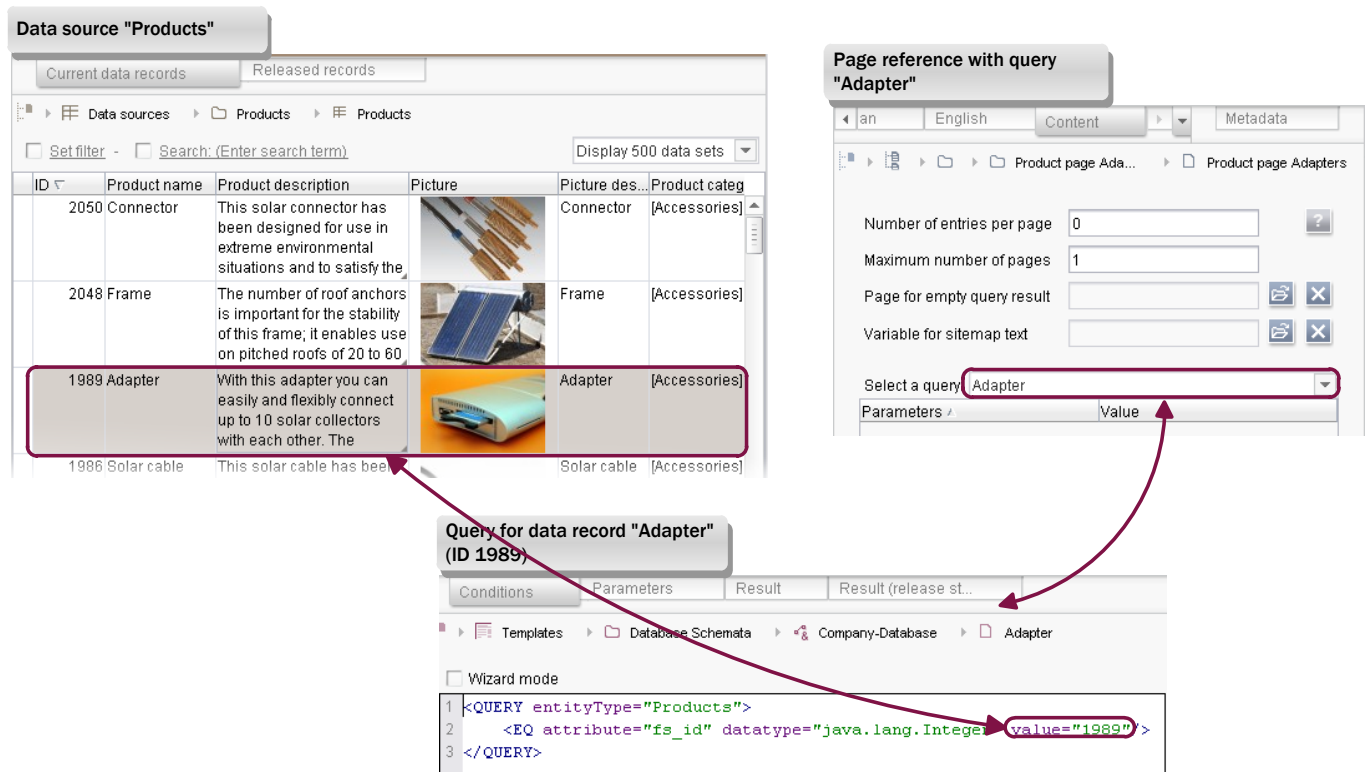 Data source "Products"
Current data records
Released records
Data sources
Products
Products
Set filter - Search: (Enter search term)
Display 500 data sets
ID Product name Product description Picture Picture des... Product categ
2050 Connector This solar connector has Connector [Accessories]
been designed for use in
extreme environmental
situations and to satisfy the
2048 Frame The number of roof anchors Frame [Accessories]
is important for the stability
of this frame; it enables use
on pitched roofs of 20 to 60
1989 Adapter With this adapter you can Adapter [Accessories]
easily and flexibly connect
up to 10 solar collectors
with each other. The
1986 Solar cable This solar cable has been Solar cable [Accessories]
Page reference with query
"Adapter"
an English Content Metadata
Product page Ada... Product page Adapters
Number of entries per page 0
?
Maximum number of pages 1
Page for empty query result
Variable for sitemap text
Select a query Adapter
Parameters Value
Query for data record "Adapter"
(ID 1989)
Conditions Parameters Result Result (release st...
Templates Database Schemata Company-Database Adapter
Wizard mode
1 <QUERY entityType="Products">
2 <EQ attribute="fs_id" datatype="java.lang.Integer" value="1989"/>
3 </QUERY>